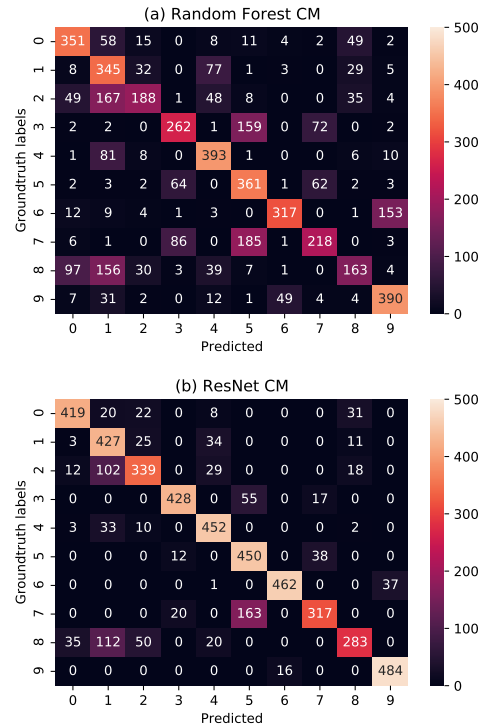 (a) Random Forest CM
0 351 58 15 0 8 11 4 2 49 2
1 8 345 32 0 77 1 3 0 29 5
2 49 167 188 1 48 8 0 0 35 4
3 2 2 0 262 1 159 0 72 0 2
4 1 81 8 0 393 1 0 0 6 10
5 2 3 2 64 0 361 1 62 2 3
6 12 9 4 1 3 0 317 0 1 153
7 6 1 0 86 0 185 1 218 0 3
8 97 156 30 3 39 7 1 0 163 4
9 7 31 2 0 12 1 49 4 4 390
0 1 2 3 4 5 6 7 8 9
Predicted
Groundtruth labels
500
400
300
200
100
0
(b) ResNet CM
0 419 20 22 0 8 0 0 0 31 0
1 3 427 25 0 34 0 0 0 11 0
2 12 102 339 0 29 0 0 0 18 0
3 0 0 0 428 0 55 0 17 0 0
4 3 33 10 0 452 0 0 0 2 0
5 0 0 0 12 0 450 0 38 0 0
6 0 0 0 0 1 0 462 0 0 37
7 0 0 0 20 0 163 0 317 0 0
8 35 112 50 0 20 0 0 0 283 0
9 0 0 0 0 0 0 16 0 0 484
0 1 2 3 4 5 6 7 8 9
Predicted
Groundtruth labels
500
400
300
200
100
0